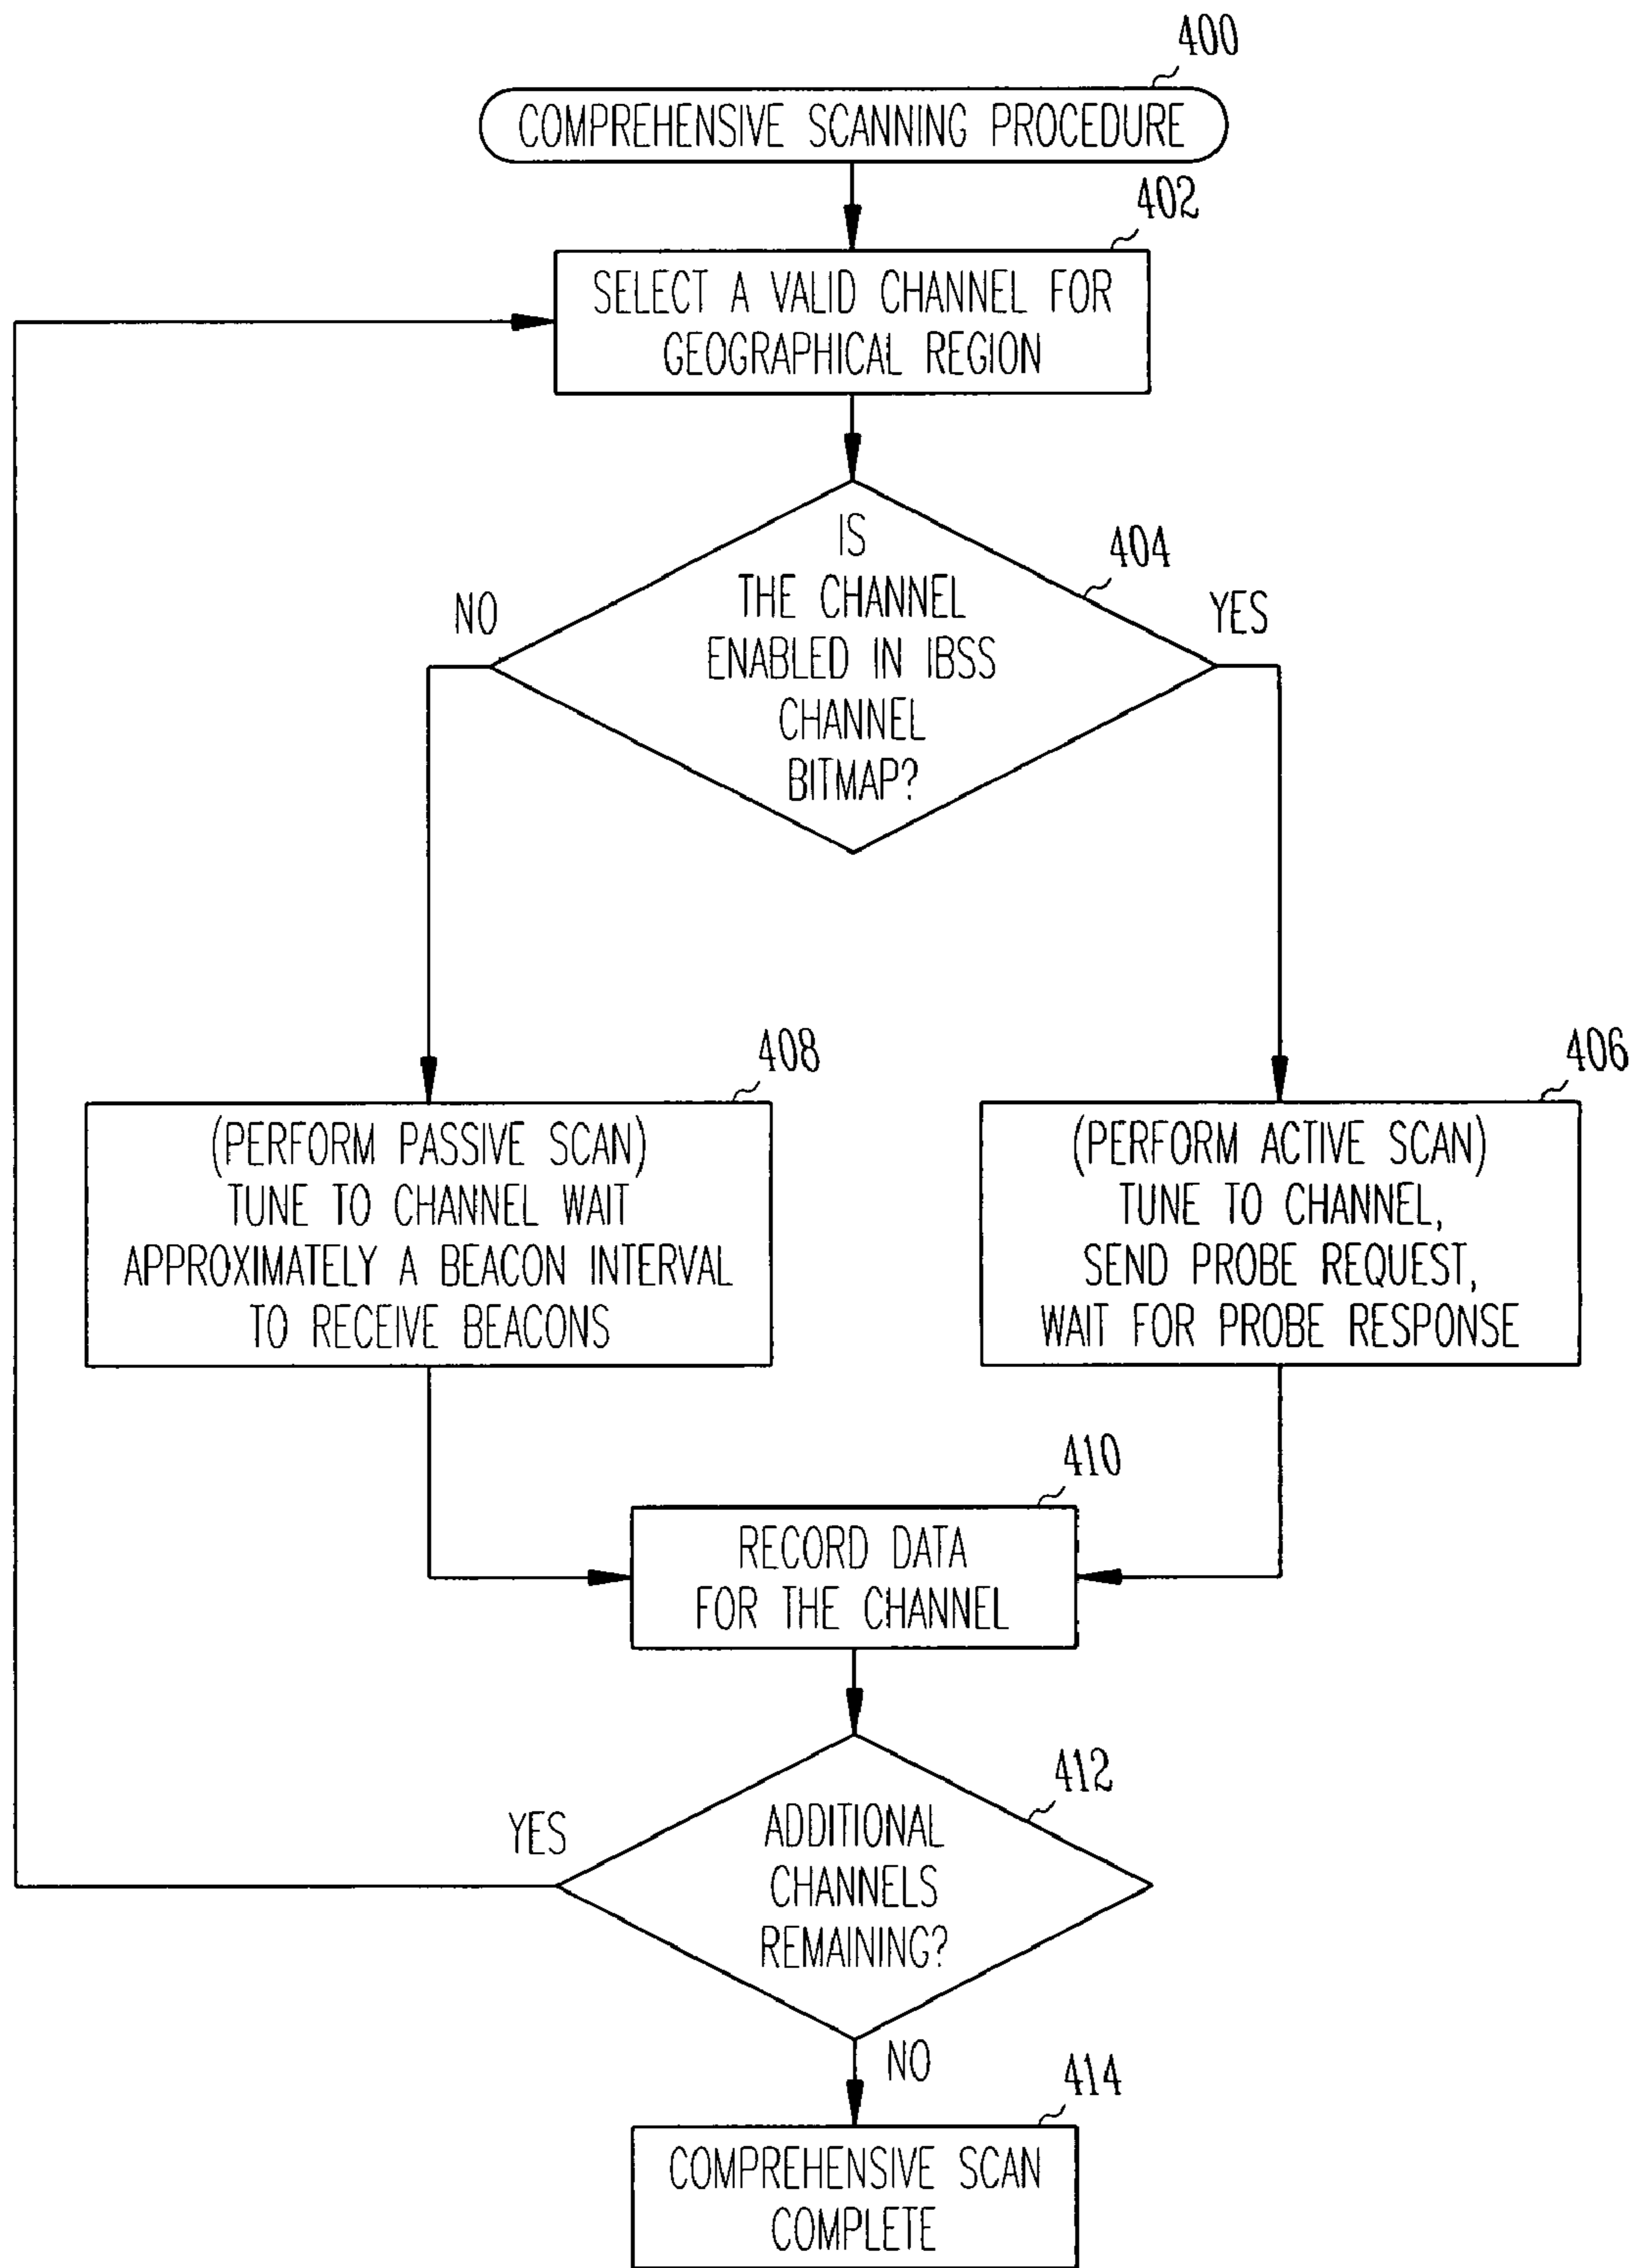 400
COMPREHENSIVE SCANNING PROCEDURE
402
SELECT A VALID CHANNEL FOR
GEOGRAPHICAL REGION
404
IS
THE CHANNEL
ENABLED IN IBSS
CHANNEL
BITMAP?
NO
YES
408
(PERFORM PASSIVE SCAN)
TUNE TO CHANNEL WAIT
APPROXIMATELY A BEACON INTERVAL
TO RECEIVE BEACONS
406
(PERFORM ACTIVE SCAN)
TUNE TO CHANNEL,
SEND PROBE REQUEST,
WAIT FOR PROBE RESPONSE
410
RECORD DATA
FOR THE CHANNEL
412
ADDITIONAL
CHANNELS
REMAINING?
YES
NO
414
COMPREHENSIVE SCAN
COMPLETE